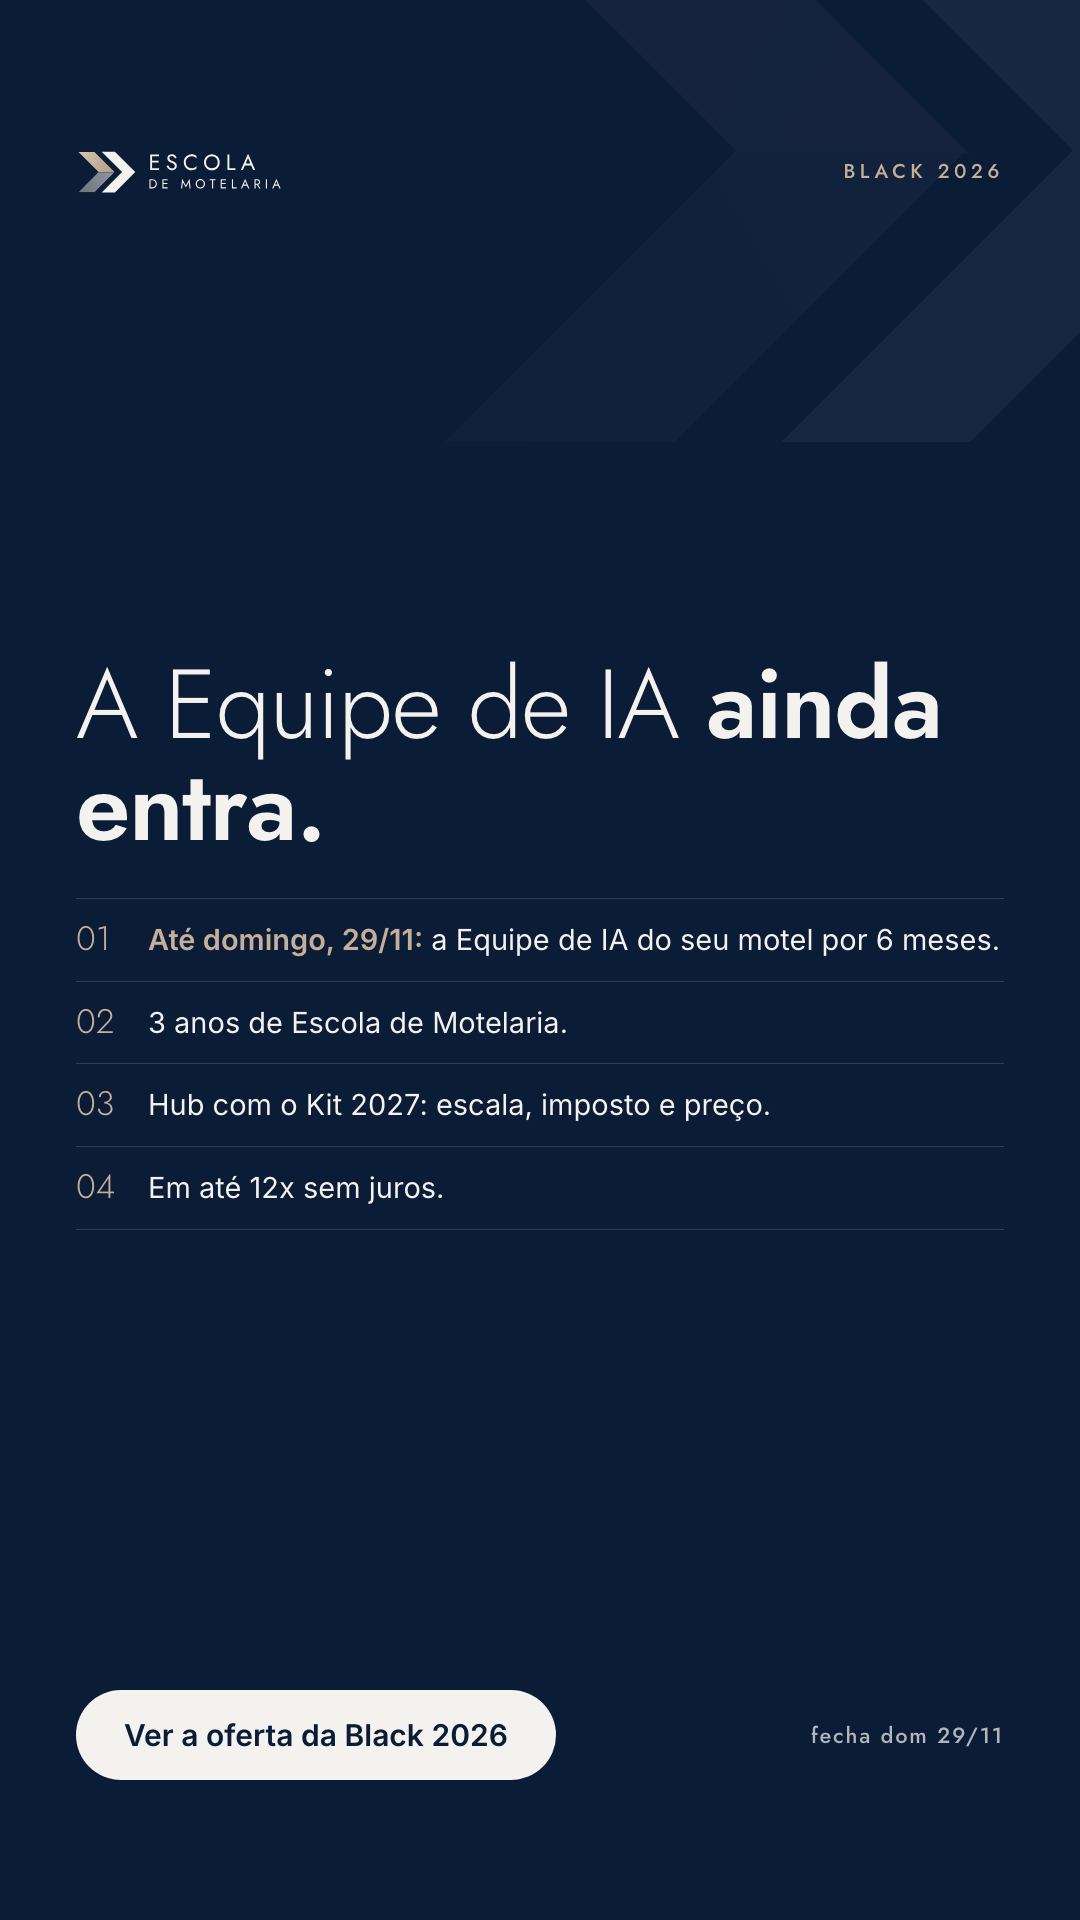 ESCOLA
DE MOTELARIA
BLACK 2026
A Equipe de IA ainda
entra.
01 Até domingo, 29/11: a Equipe de IA do seu motel por 6 meses.
02 3 anos de Escola de Motelaria.
03 Hub com o Kit 2027: escala, imposto e preço.
04 Em até 12x sem juros.
Ver a oferta da Black 2026
fecha dom 29/11